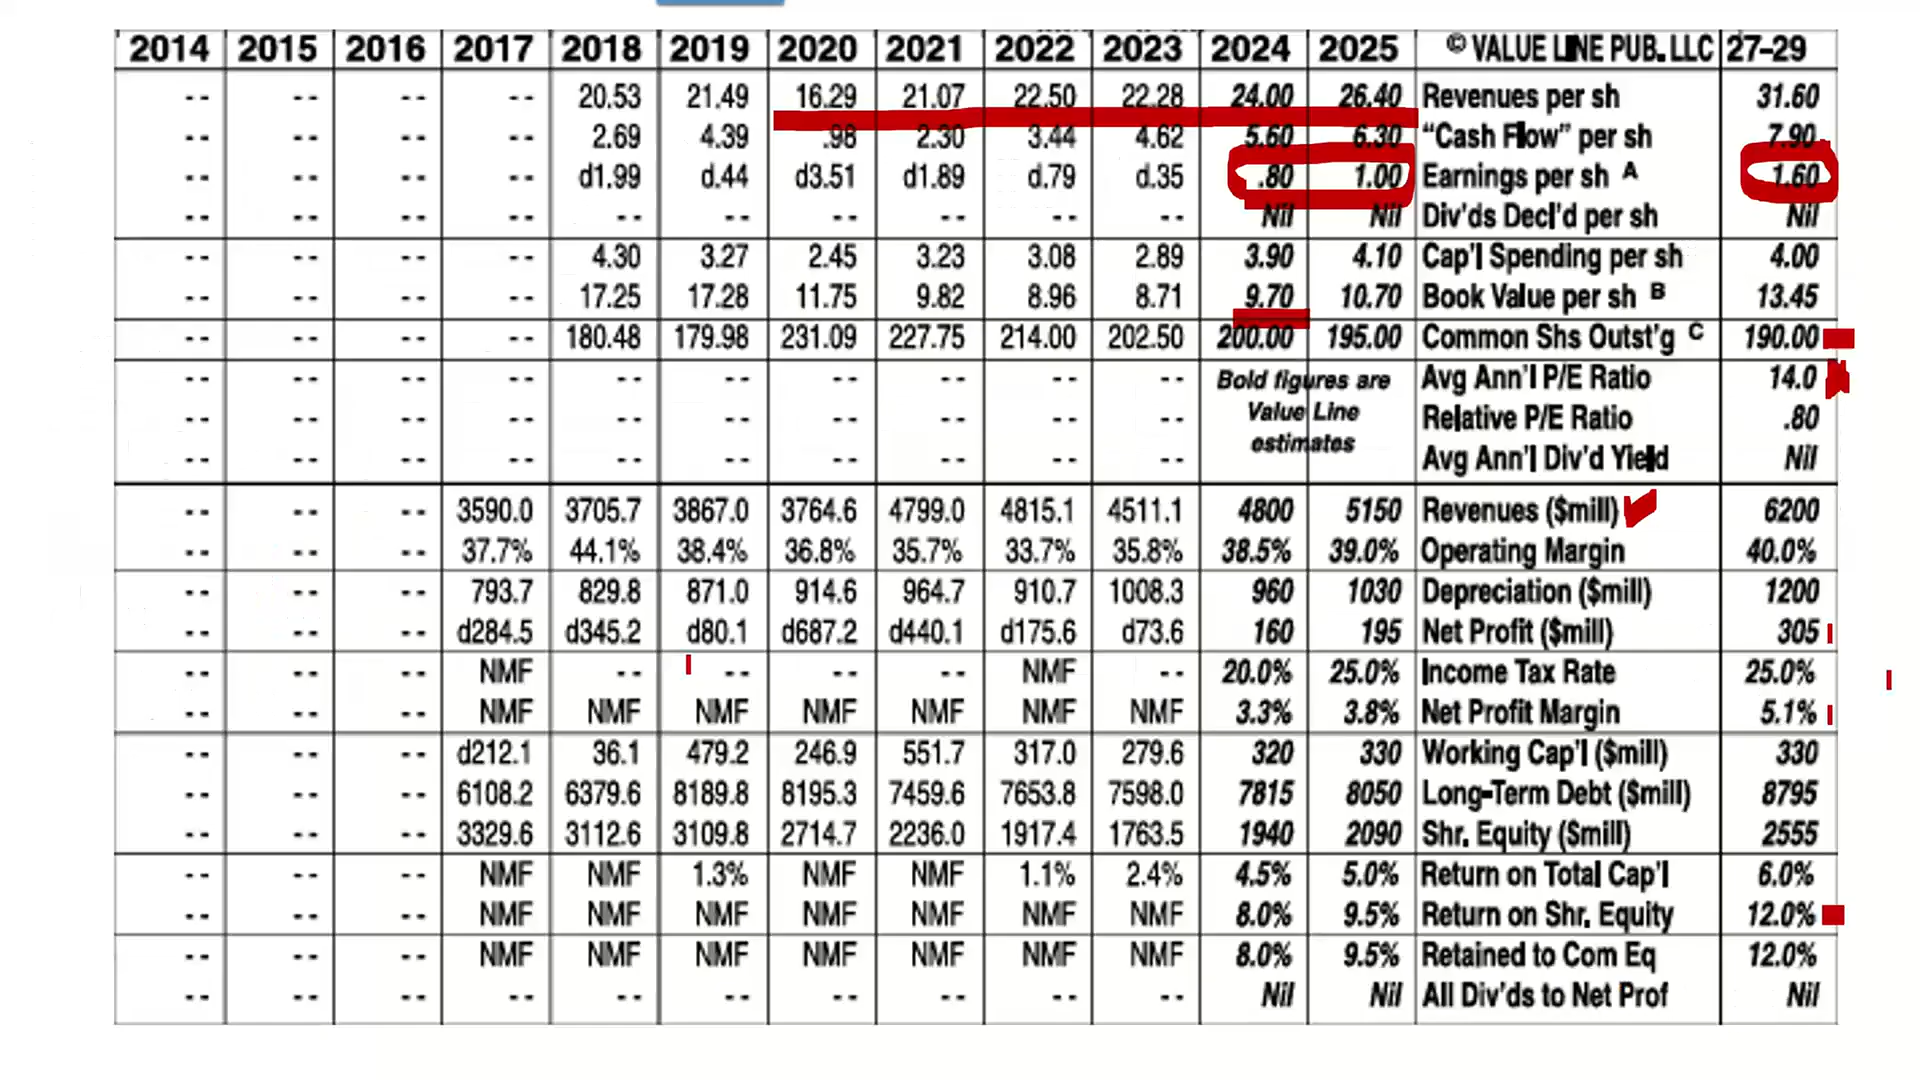 2014 2015 2016 2017 2018 2019 2020 2021 2022 2023 2024 2025 © VALUE LINE PUB. LLC 27–29
-- -- -- -- 20.53 21.49 16.29 21.07 22.50 22.28 24.00 26.40 Revenues per sh 31.60
-- -- -- -- 2.69 4.39 .98 2.30 3.44 4.62 5.60 6.30 “Cash Flow” per sh 7.90
-- -- -- -- d1.99 d.44 d3.51 d1.89 d.79 d.35 .80 1.00 Earnings per sh A 1.60
-- -- -- -- -- -- -- -- -- -- Nil Nil Div’ds Decl’d per sh Nil
-- -- -- -- 4.30 3.27 2.45 3.23 3.08 2.89 3.90 4.10 Cap’l Spending per sh 4.00
-- -- -- -- 17.25 17.28 11.75 9.82 8.96 8.71 9.70 10.70 Book Value per sh B 13.45
-- -- -- -- 180.48 179.98 231.09 227.75 214.00 202.50 200.00 195.00 Common Shs Outst’g C 190.00
-- -- -- -- -- -- -- -- -- -- Bold figures are Avg Ann’l P/E Ratio 14.0
-- -- -- -- -- -- -- -- -- -- Value Line Relative P/E Ratio .80
-- -- -- -- -- -- -- -- -- -- estimates Avg Ann’l Div’d Yield Nil
-- -- -- 3590.0 3705.7 3867.0 3764.6 4799.0 4815.1 4511.1 4800 5150 Revenues ($mill) 6200
-- -- -- 37.7% 44.1% 38.4% 36.8% 35.7% 33.7% 35.8% 38.5% 39.0% Operating Margin 40.0%
-- -- -- 793.7 829.8 871.0 914.6 964.7 910.7 1008.3 960 1030 Depreciation ($mill) 1200
-- -- -- d284.5 d345.2 d80.1 d687.2 d440.1 d175.6 d73.6 160 195 Net Profit ($mill) 305
-- -- -- NMF -- -- -- -- NMF -- 20.0% 25.0% Income Tax Rate 25.0%
-- -- -- NMF NMF NMF NMF NMF NMF NMF 3.3% 3.8% Net Profit Margin 5.1%
-- -- -- d212.1 36.1 479.2 246.9 551.7 317.0 279.6 320 330 Working Cap’l ($mill) 330
-- -- -- 6108.2 6379.6 8189.8 8195.3 7459.6 7653.8 7598.0 7815 8050 Long-Term Debt ($mill) 8795
-- -- -- 3329.6 3112.6 3109.8 2714.7 2236.0 1917.4 1763.5 1940 2090 Shr. Equity ($mill) 2555
-- -- -- NMF NMF 1.3% NMF NMF 1.1% 2.4% 4.5% 5.0% Return on Total Cap’l 6.0%
-- -- -- NMF NMF NMF NMF NMF NMF NMF 8.0% 9.5% Return on Shr. Equity 12.0%
-- -- -- NMF NMF NMF NMF NMF NMF NMF 8.0% 9.5% Retained to Com Eq 12.0%
-- -- -- -- -- -- -- -- -- -- Nil Nil All Div’ds to Net Prof Nil